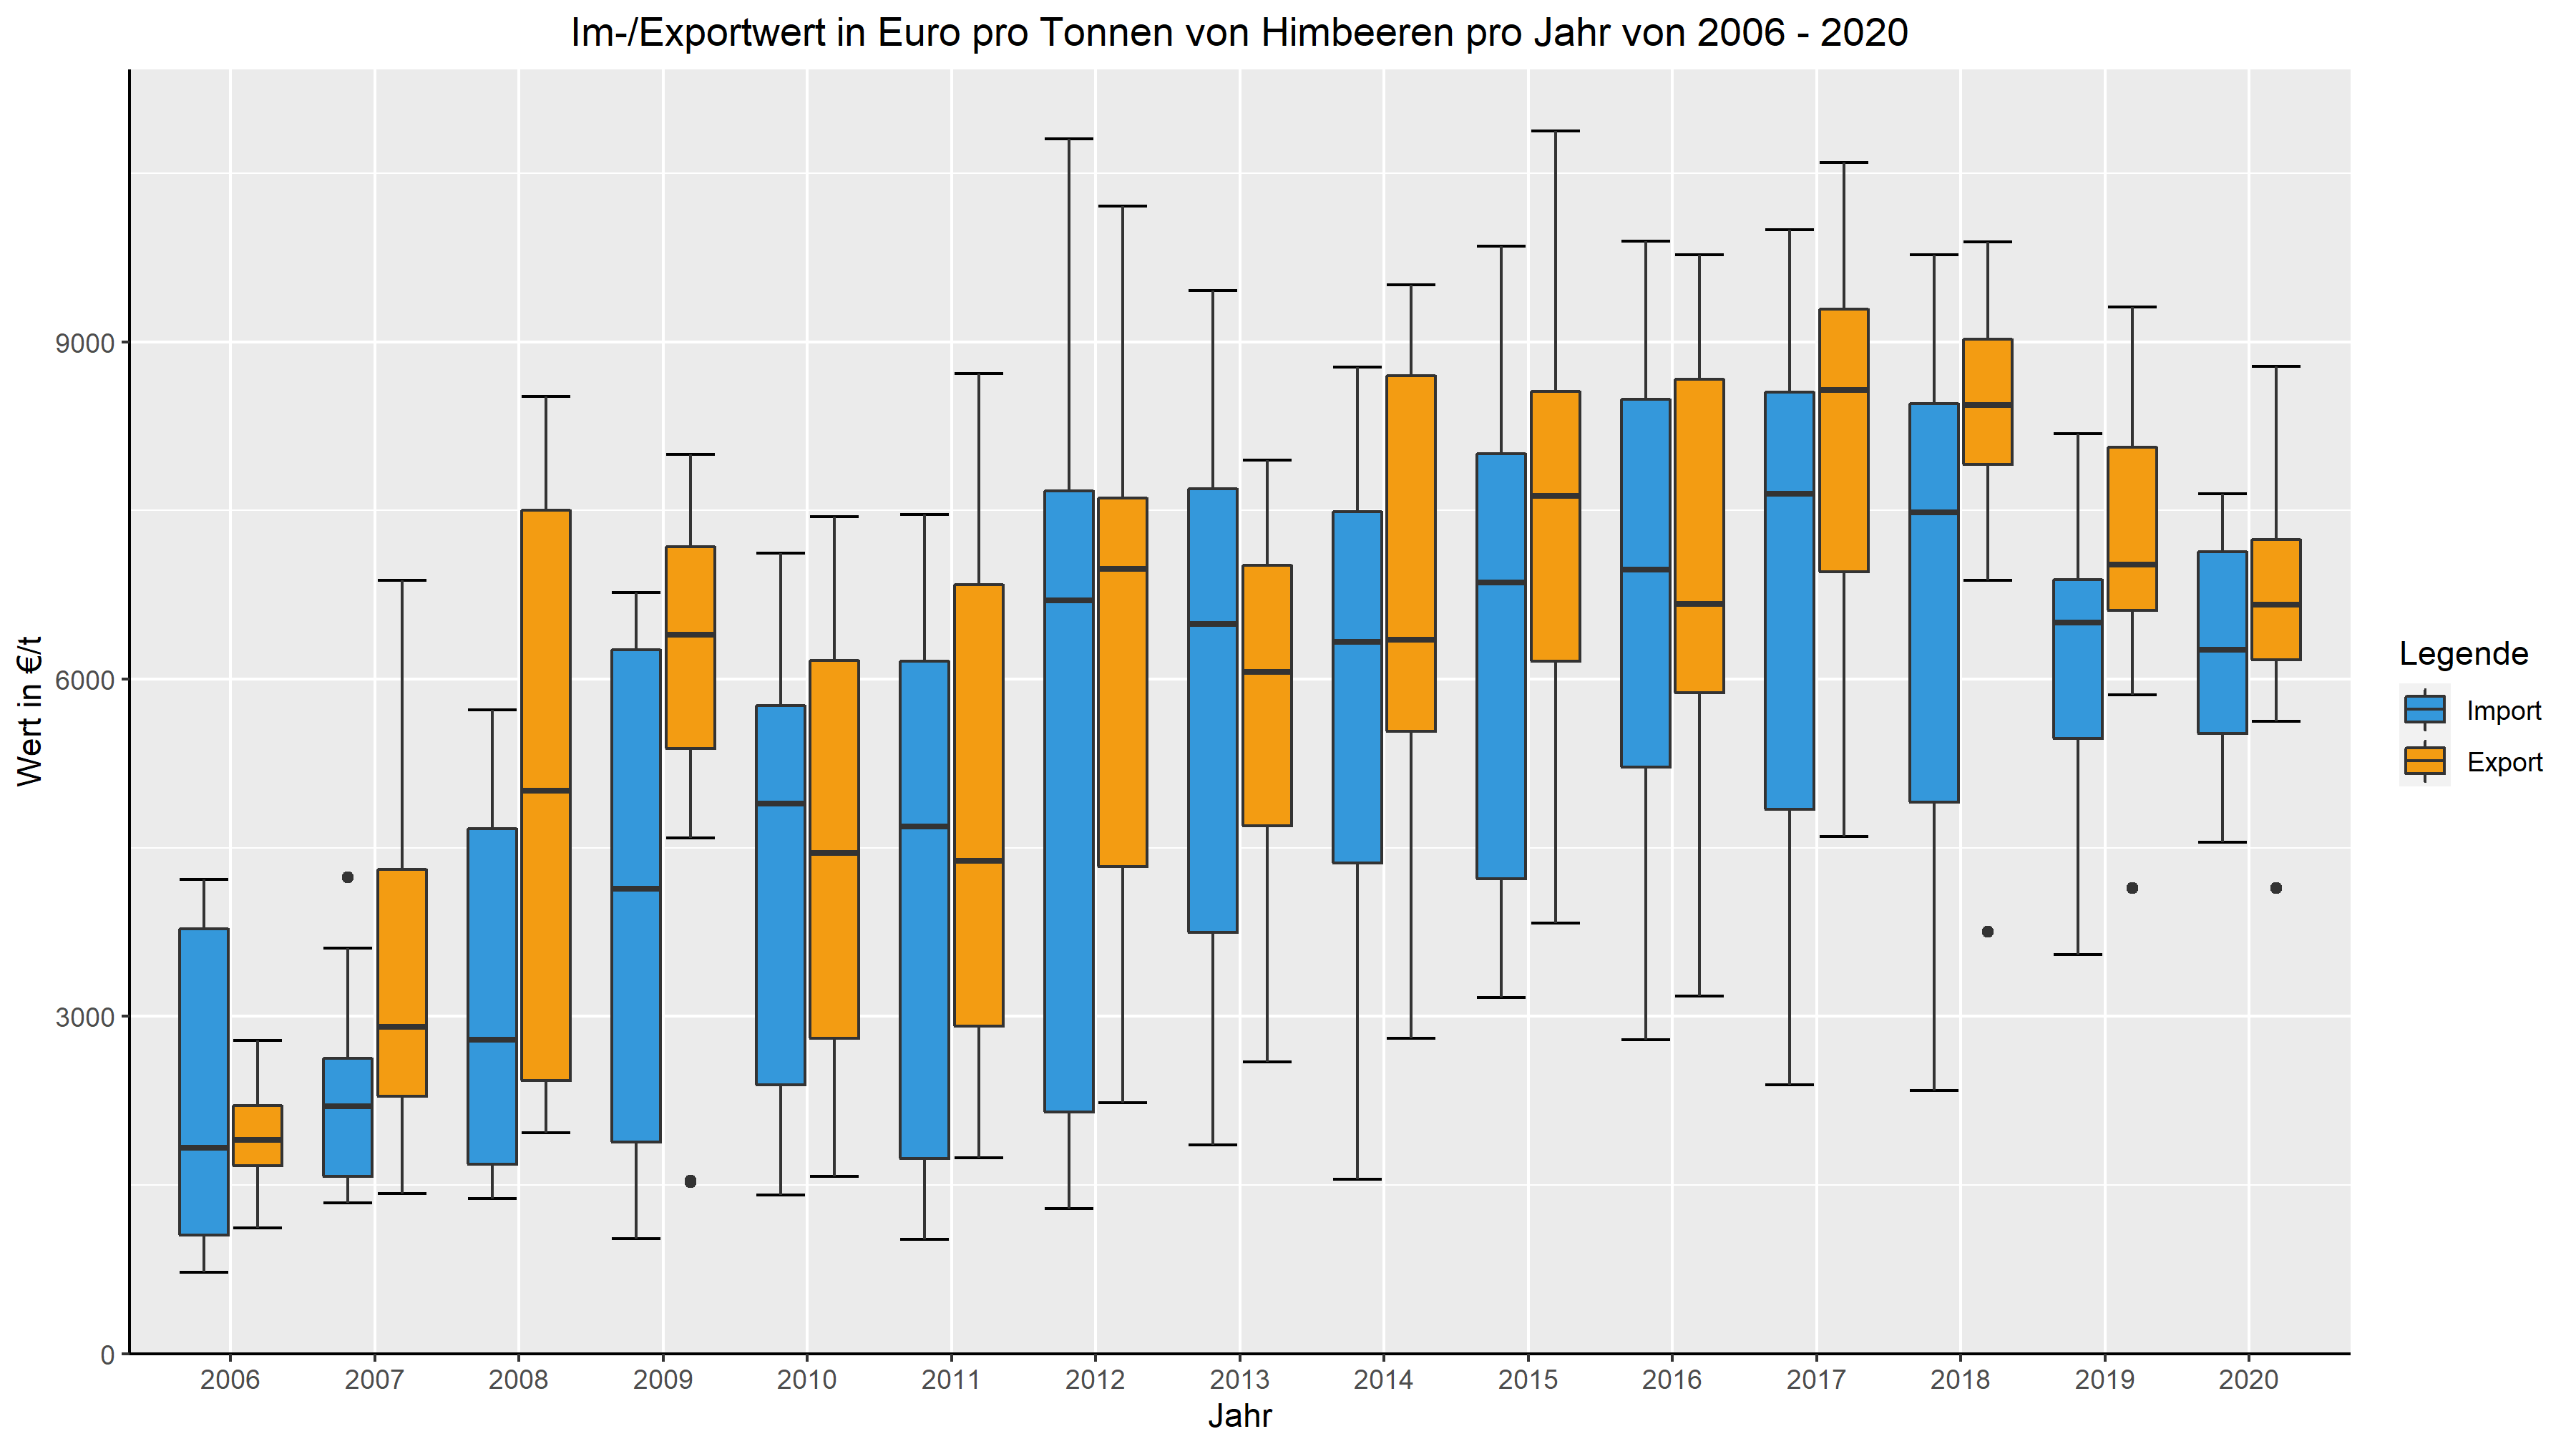 Im-/Exportwert in Euro pro Tonnen von Himbeeren pro Jahr von 2006 - 2020
Wert in €/t
9000
6000
3000
0
2006 2007 2008 2009 2010 2011 2012 2013 2014 2015 2016 2017 2018 2019 2020
Jahr
Legende
Import
Export